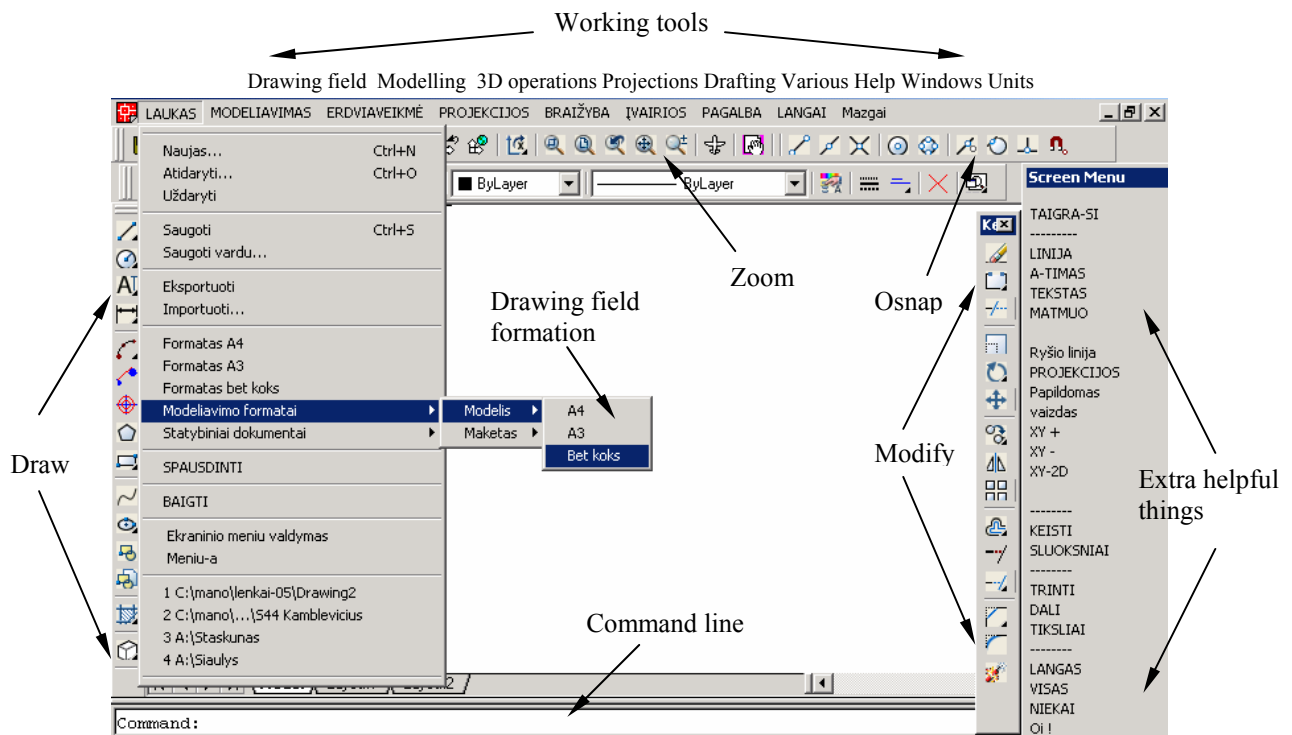 Working tools
Drawing field Modelling 3D operations Projections Drafting Various Help Windows Units
LAUKAS MODELIAVIMAS ERDVIAVEIKMĖ PROJEKCIJOS BRAIŽYBA ĮVAIRIOS PAGALBA LANGAI Mazgai
Naujas... Ctrl+N
Atidaryti... Ctrl+O
Uždaryti
Saugoti Ctrl+S
Saugoti vardu...
Eksportuoti
Importuoti...
Formatas A4
Formatas A3
Formatas bet koks
Modeliavimo formatai
Statybiniai dokumentai
SPAUSDINTI
BAIGTI
Ekraninio meniu valdymas
Meniu-a
1 C:\mano\lenkai-05\Drawing2
2 C:\mano\...\S44 Kamblevicius
3 A:\Staskunas
4 A:\Siaulys
Modelis
Maketas
A4
A3
Bet koks
ByLayer
ByLayer
Zoom
Osnap
Drawing field
formation
Draw
Modify
Extra helpful
things
Command line
Screen Menu
TAIGRA-SI
---------
LINIJA
A-TIMAS
TEKSTAS
MATMUO
Ryšio linija
PROJEKCIJOS
Papildomas
vaizdas
XY +
XY -
XY-2D
--------
KEISTI
SLUOKSNIAI
--------
TRINTI
DALI
TIKSLIAI
--------
LANGAS
VISAS
NIEKAI
Oi !
Command: